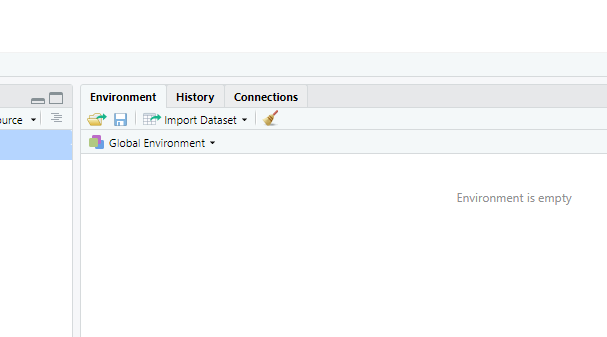 Environment History Connections
ource Import Dataset
Global Environment
Environment is empty